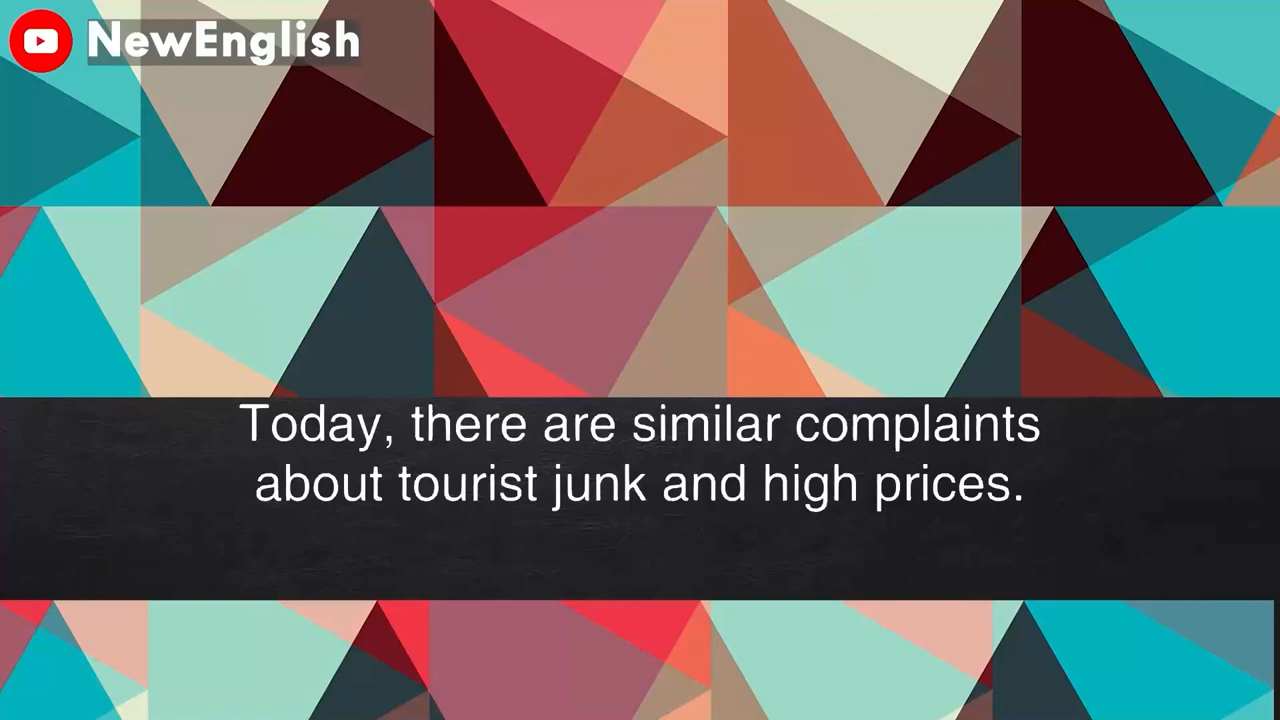 NewEnglish
Today, there are similar complaints
about tourist junk and high prices.